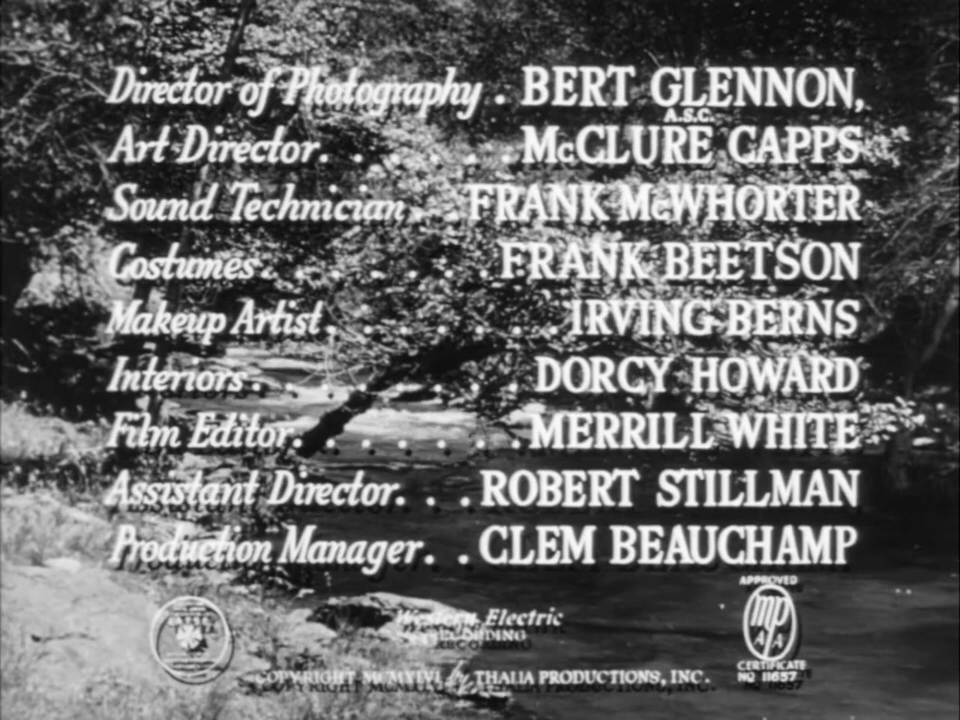 Director of Photography . BERT GLENNON,
A.S.C.
Art Director. . . . . . . McCLURE CAPPS
Sound Technician. . FRANK McWHORTER
Costumes. . . . . . . . FRANK BEETSON
Makeup Artist. . . . . . . . IRVING BERNS
Interiors. . . . . . . . . DORCY HOWARD
Film Editor. . . . . . . . MERRILL WHITE
Assistant Director. . . ROBERT STILLMAN
Production Manager. . CLEM BEAUCHAMP
APPROVED
MPAA
CERTIFICATE
No 11657
Western Electric
RECORDING
COPYRIGHT MCMXLVI by THALIA PRODUCTIONS, INC.